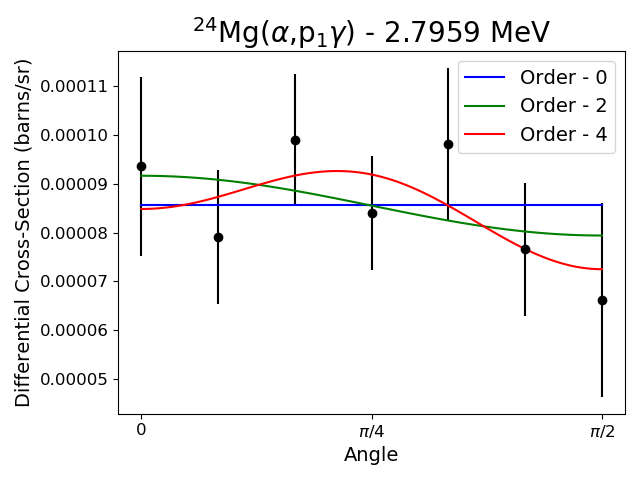 ²⁴Mg(α,p₁γ) - 2.7959 MeV
Differential Cross-Section (barns/sr)
0.00011
0.00010
0.00009
0.00008
0.00007
0.00006
0.00005
Order - 0
Order - 2
Order - 4
0
π/4
π/2
Angle